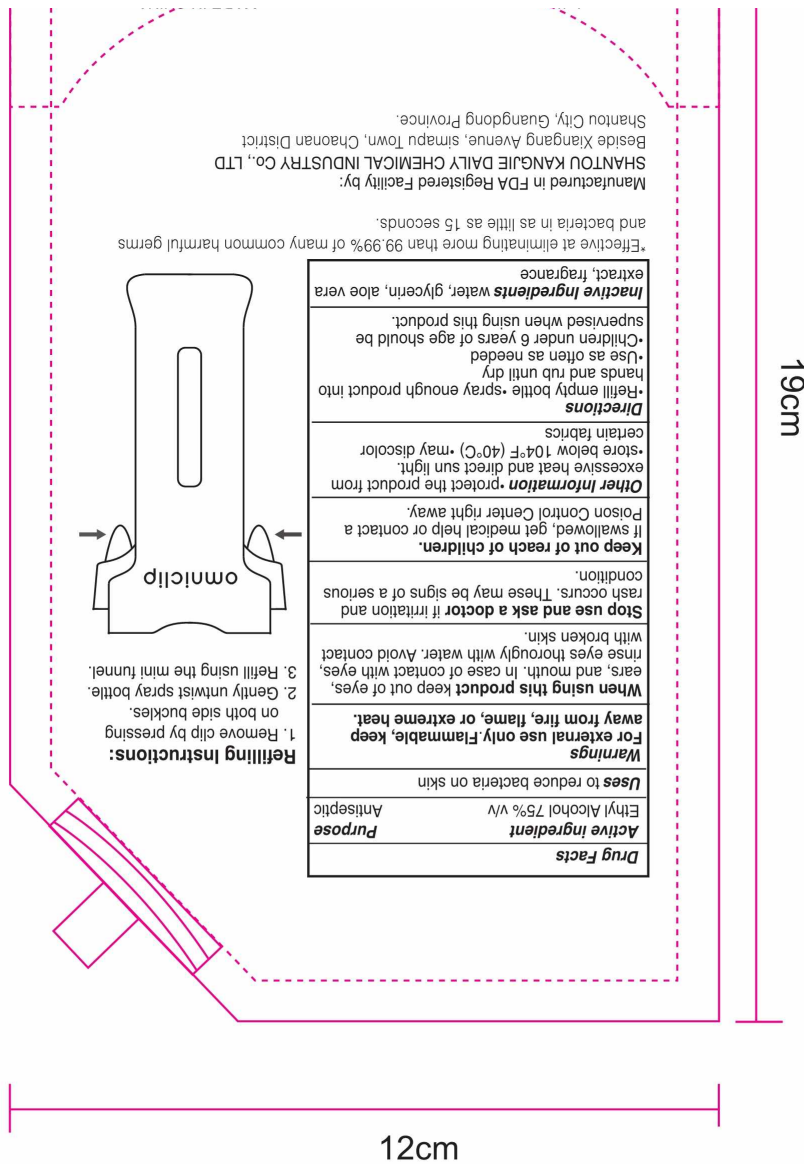 Drug Facts
Active ingredient Purpose
Ethyl Alcohol 75% v/v Antiseptic
Uses to reduce bacteria on skin
Warnings
For external use only.Flammable, keep
away from fire, flame, or extreme heat.
When using this product keep out of eyes,
ears, and mouth. In case of contact with eyes,
rinse eyes thorougly with water. Avoid contact
with broken skin.
Stop use and ask a doctor if irritation and
rash occurs. These may be signs of a serious
condition.
Keep out of reach of children.
If swallowed, get medical help or contact a
Poison Control Center right away.
Other Information •protect the product from
excessive heat and direct sun light.
•store below 104°F (40°C) •may discolor
certain fabrics
Directions
•Refill empty bottle •spray enough product into
hands and rub until dry
•Use as often as needed
•Children under 6 years of age should be
supervised when using this product.
Inactive Ingredients water, glycerin, aloe vera
extract, fragrance
Refilling Instructions:
1. Remove clip by pressing
on both side buckles.
2. Gently untwist spray bottle.
3. Refill using the mini funnel.
omniclip
*Effective at eliminating more than 99.99% of many common harmful germs
and bacteria in as little as 15 seconds.
Manufactured in FDA Registered Facility by:
SHANTOU KANGJIE DAILY CHEMICAL INDUSTRY Co., LTD
Beside Xiangang Avenue, simapu Town, Chaonan District
Shantou City, Guangdong Province.
19cm
12cm